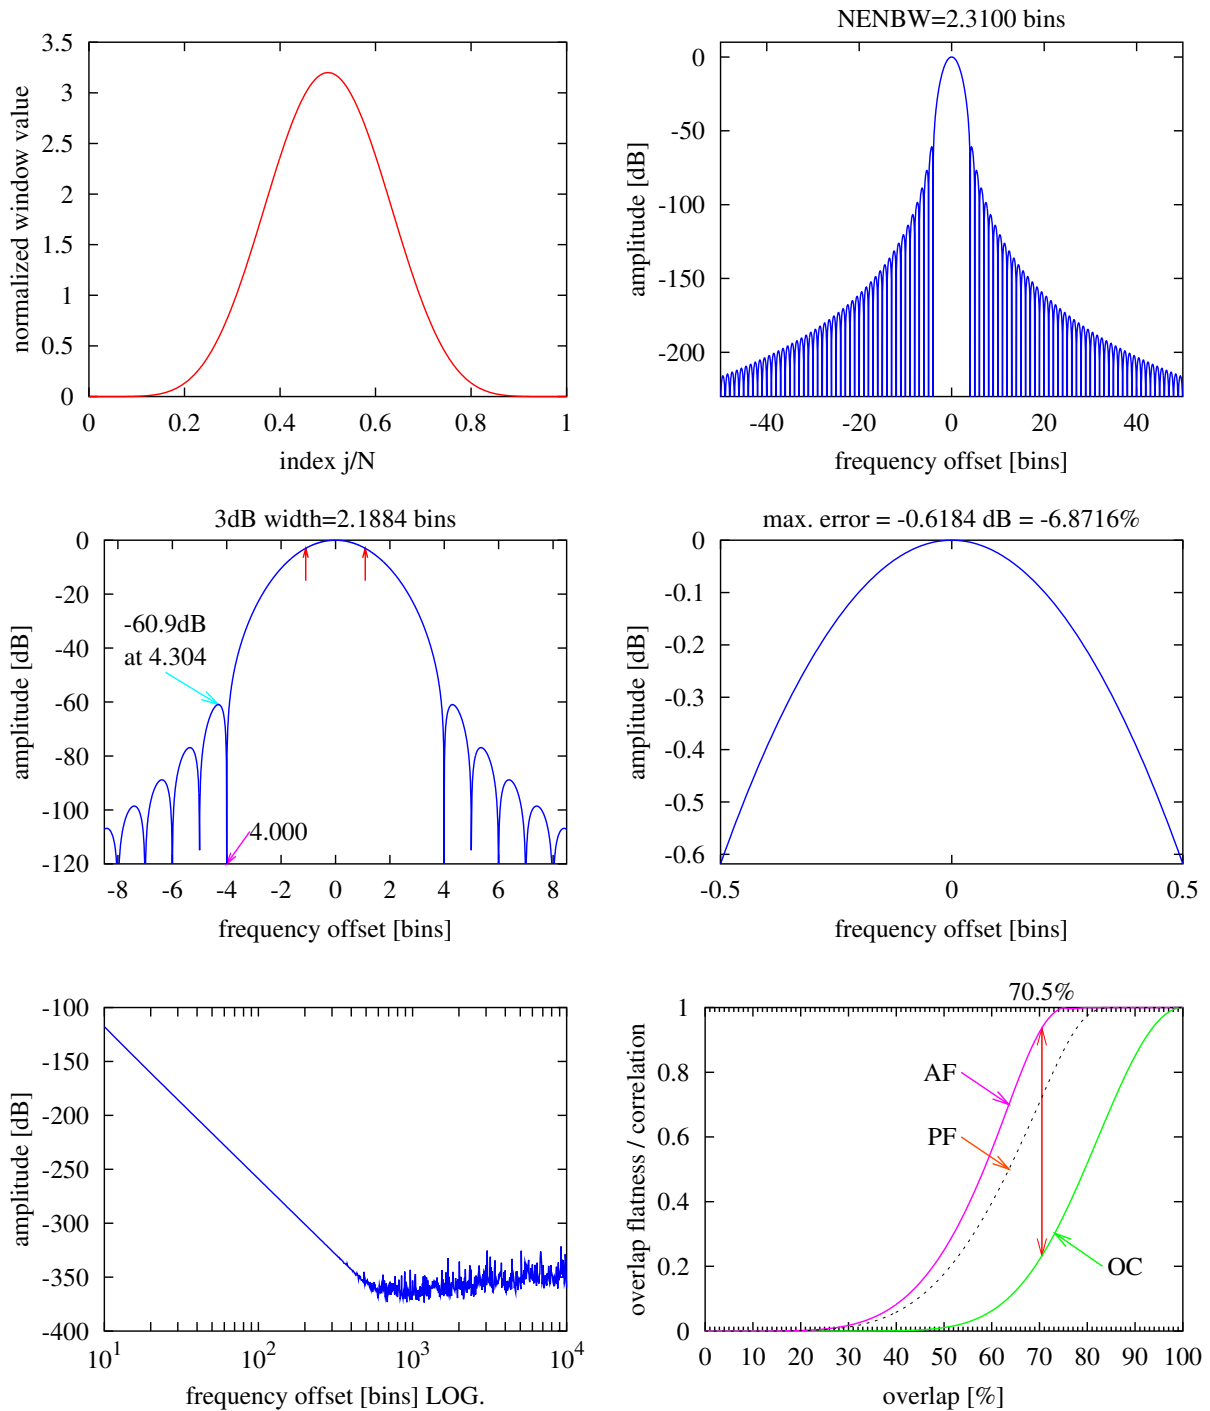 NENBW=2.3100 bins
3.5
3
2.5
2
1.5
1
0.5
0
0 0.2 0.4 0.6 0.8 1
normalized window value
index j/N
0
-50
-100
-150
-200
-40 -20 0 20 40
amplitude [dB]
frequency offset [bins]
3dB width=2.1884 bins
0
-20
-40
-60
-80
-100
-120
-8 -6 -4 -2 0 2 4 6 8
amplitude [dB]
frequency offset [bins]
-60.9dB
at 4.304
4.000
max. error = -0.6184 dB = -6.8716%
0
-0.1
-0.2
-0.3
-0.4
-0.5
-0.6
-0.5 0 0.5
amplitude [dB]
frequency offset [bins]
-100
-150
-200
-250
-300
-350
-400
10^1 10^2 10^3 10^4
amplitude [dB]
frequency offset [bins] LOG.
70.5%
1
0.8
0.6
0.4
0.2
0
0 10 20 30 40 50 60 70 80 90 100
overlap flatness / correlation
overlap [%]
AF
PF
OC